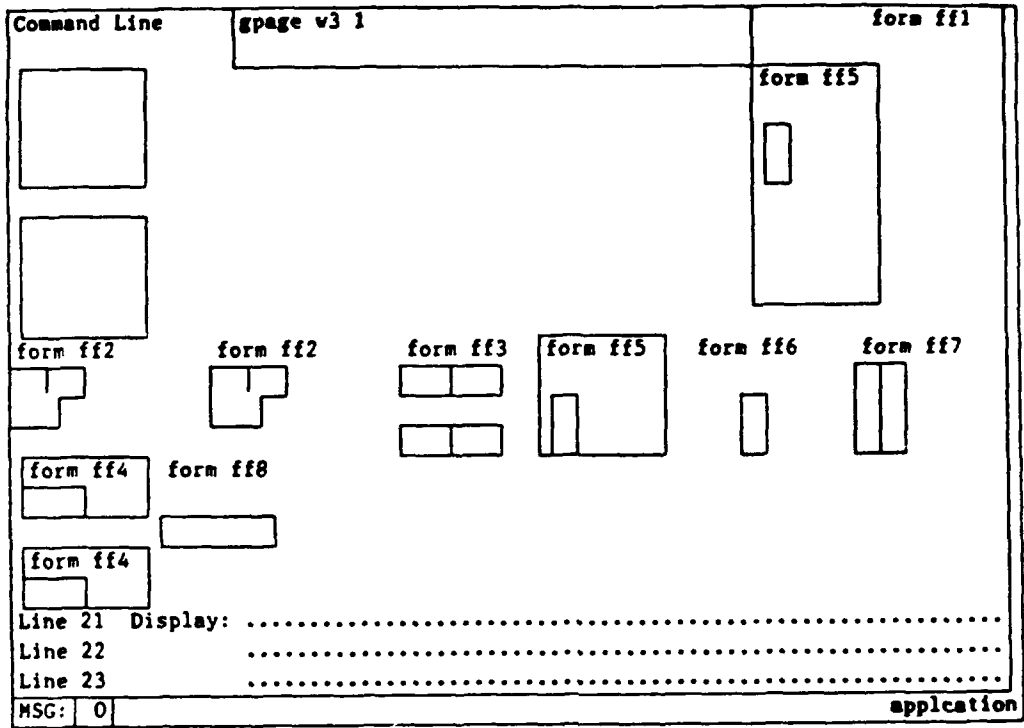 Command Line gpage w3 1 form ff1
form ff5
form ff2 form ff2 form ff3 form ff5 form ff6 form ff7
form ff4 form ff8
form ff4
Line 21 Display: ............................................................
Line 22 ............................................................
Line 23 ............................................................
MSG: 0 applcation